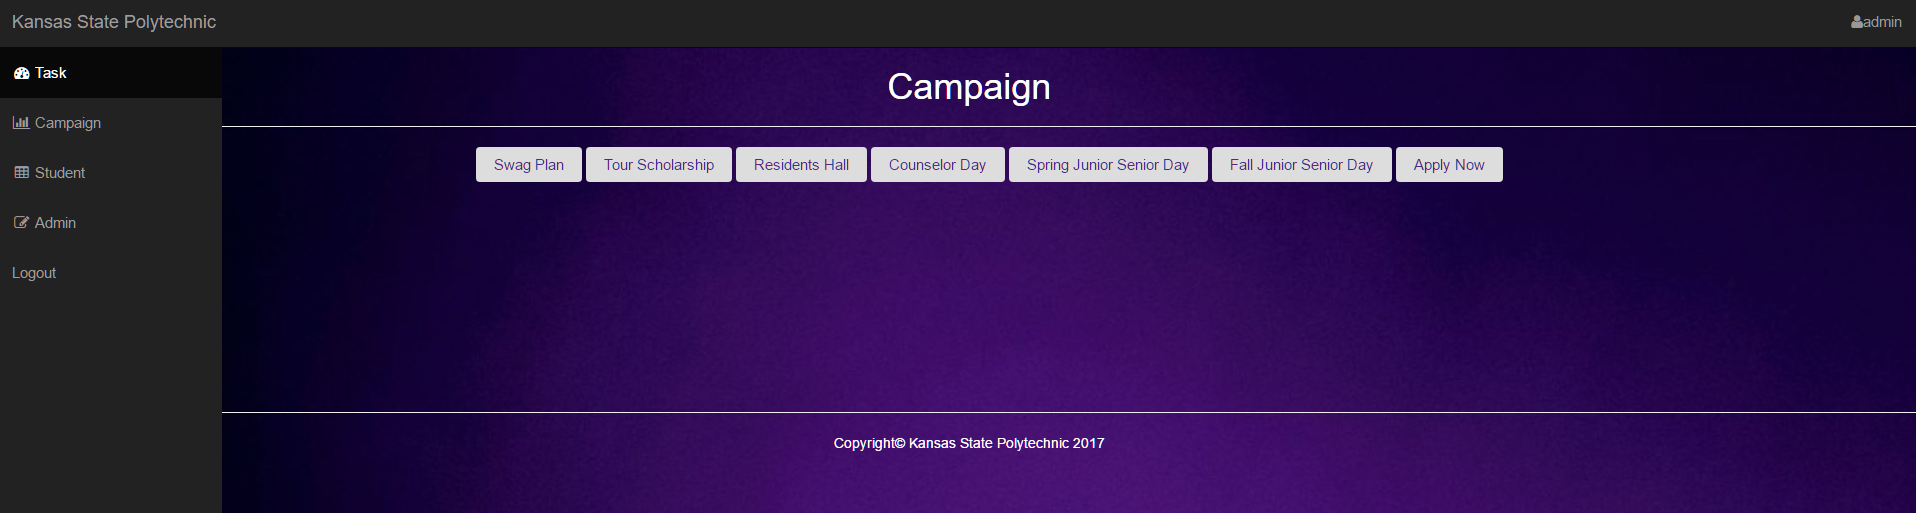 Kansas State Polytechnic
admin
Task
Campaign
Student
Admin
Logout
Campaign
Swag Plan Tour Scholarship Residents Hall Counselor Day Spring Junior Senior Day Fall Junior Senior Day Apply Now
Copyright© Kansas State Polytechnic 2017